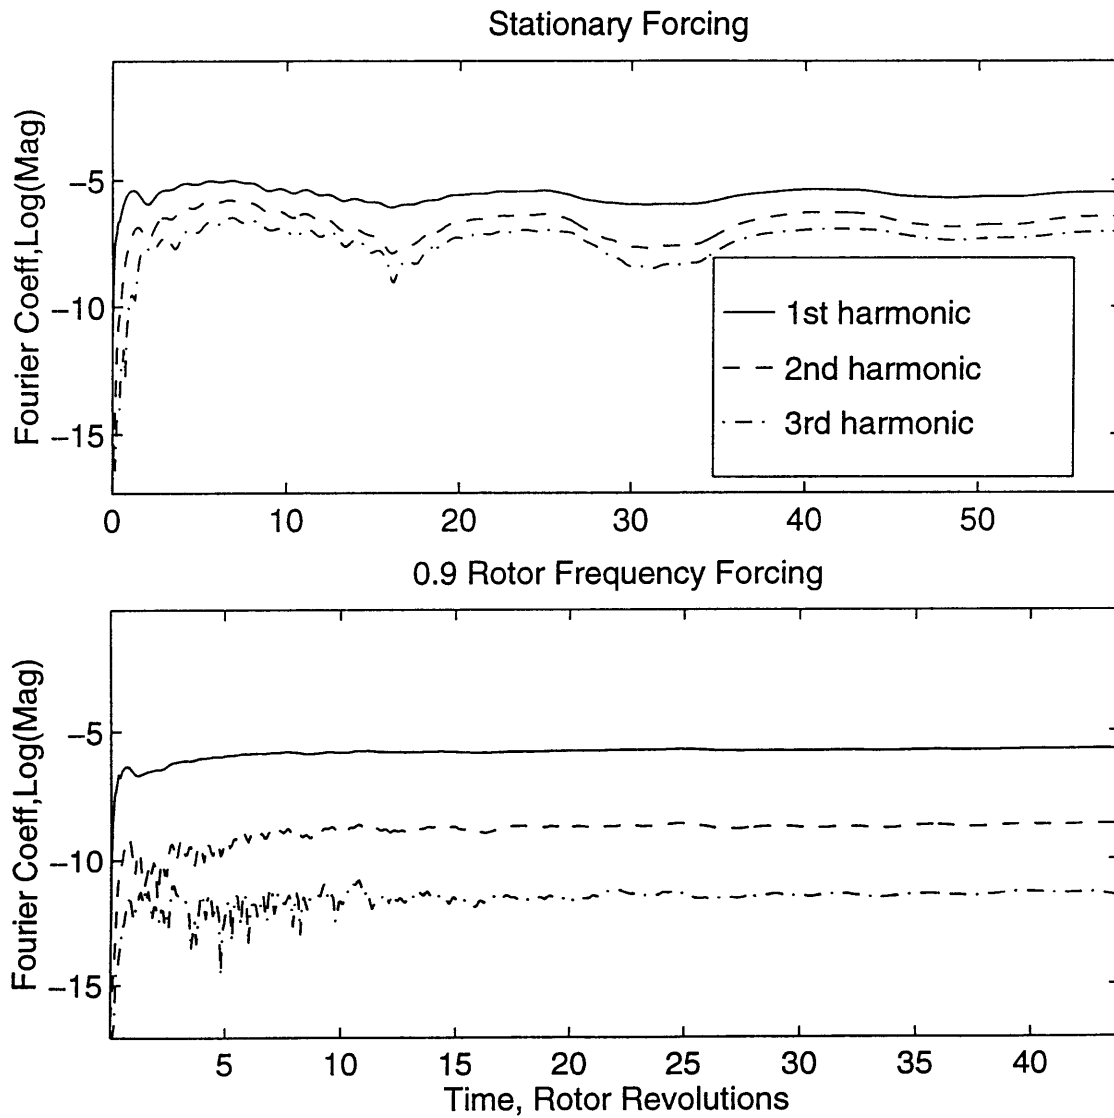 Stationary Forcing
Fourier Coeff,Log(Mag)
−5
−10
−15
1st harmonic
2nd harmonic
3rd harmonic
0 10 20 30 40 50
0.9 Rotor Frequency Forcing
Fourier Coeff,Log(Mag)
−5
−10
−15
5 10 15 20 25 30 35 40
Time, Rotor Revolutions